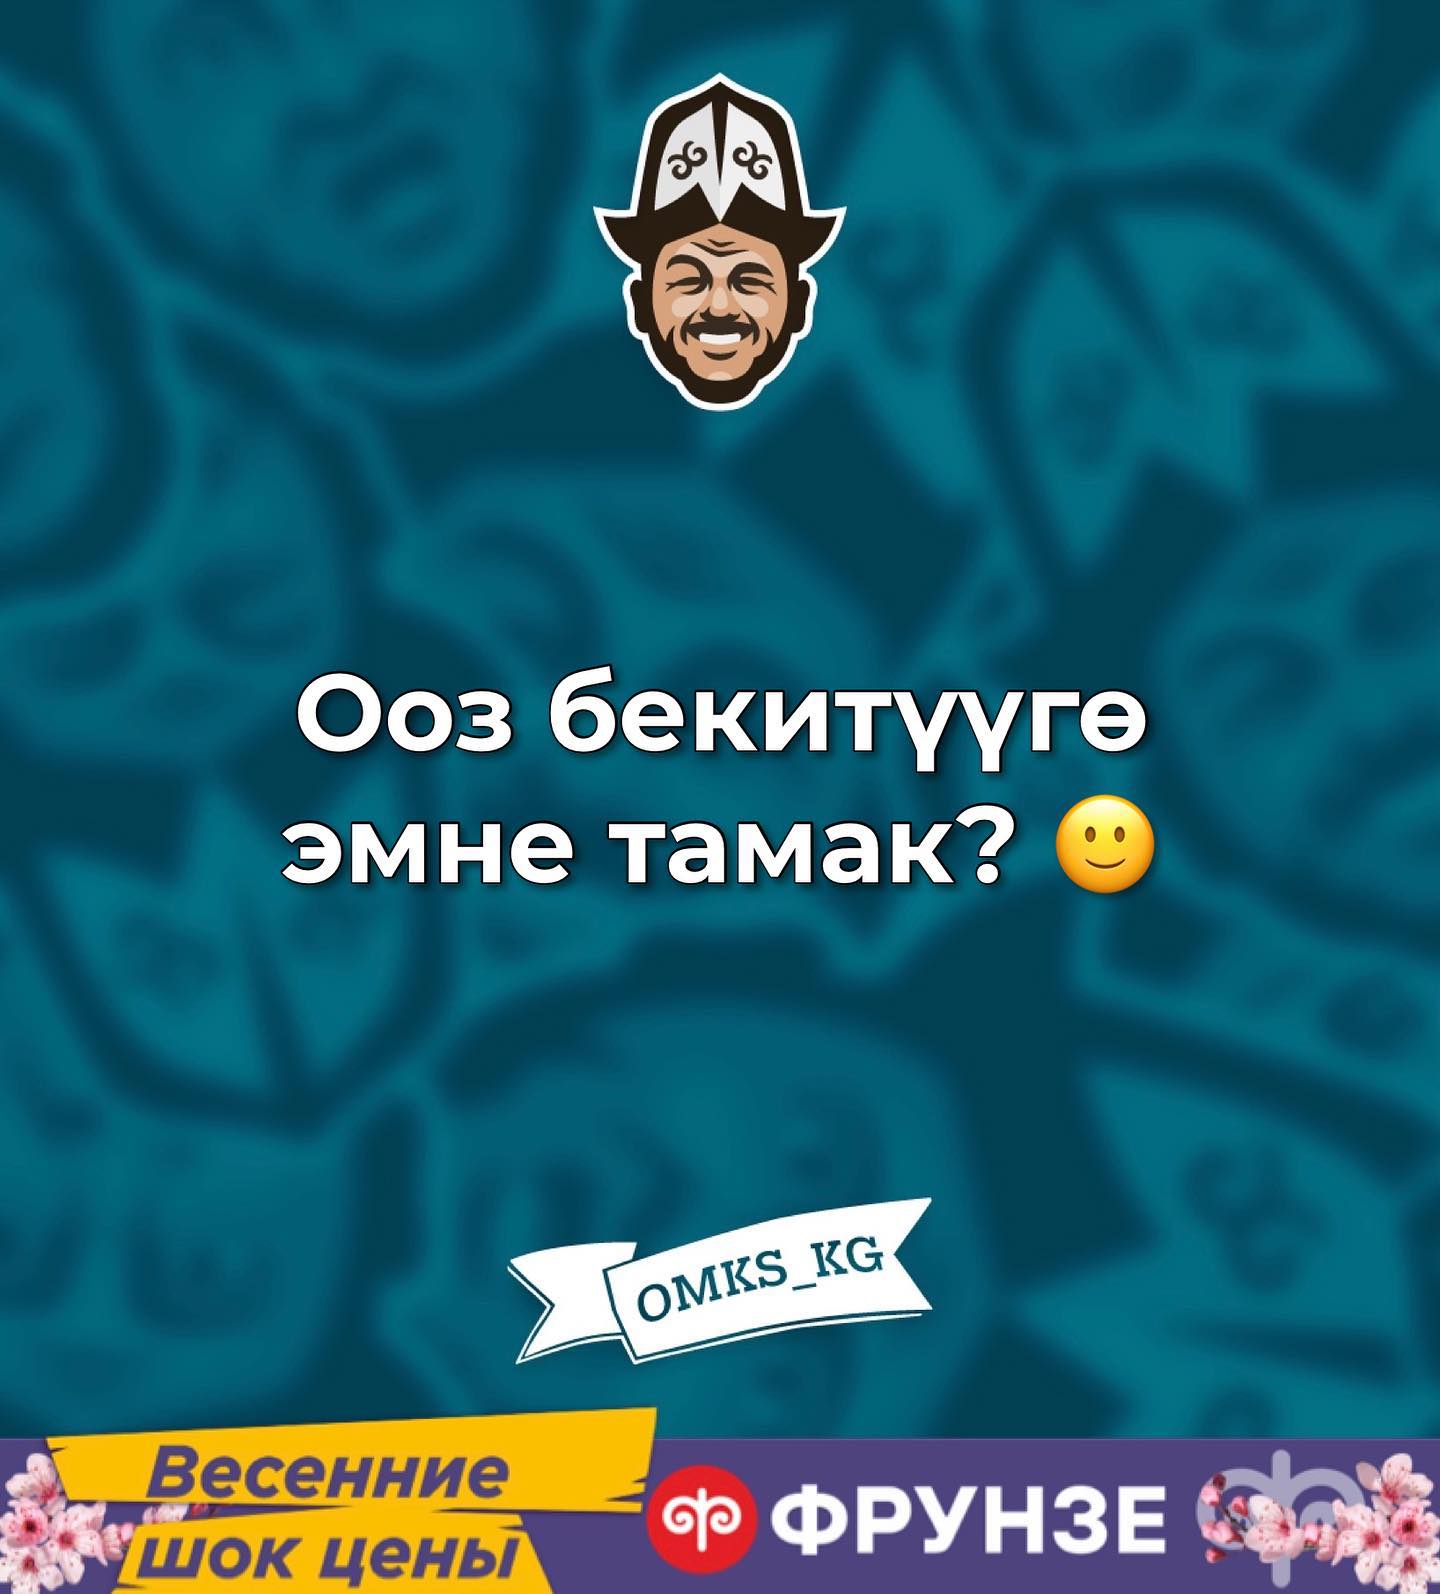 Ооз бекитүүгө
эмне тамак? 🙂
OMKS_KG
Весенние
шок цены
ФРУНЗЕ